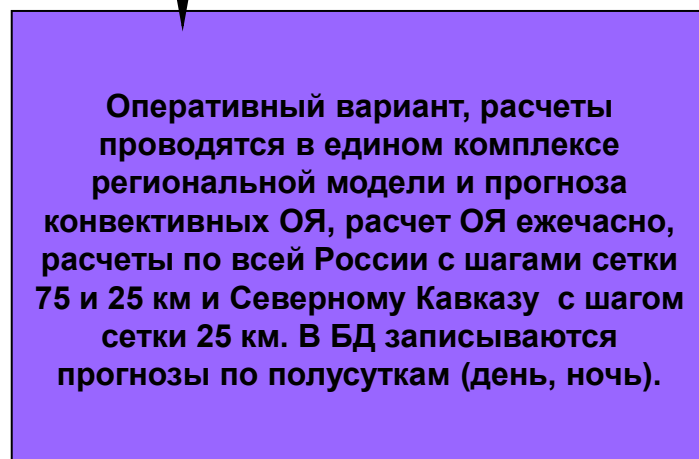 Оперативный вариант, расчеты
проводятся в едином комплексе
региональной модели и прогноза
конвективных ОЯ, расчет ОЯ ежечасно,
расчеты по всей России с шагами сетки
75 и 25 км и Северному Кавказу с шагом
сетки 25 км. В БД записываются
прогнозы по полусуткам (день, ночь).